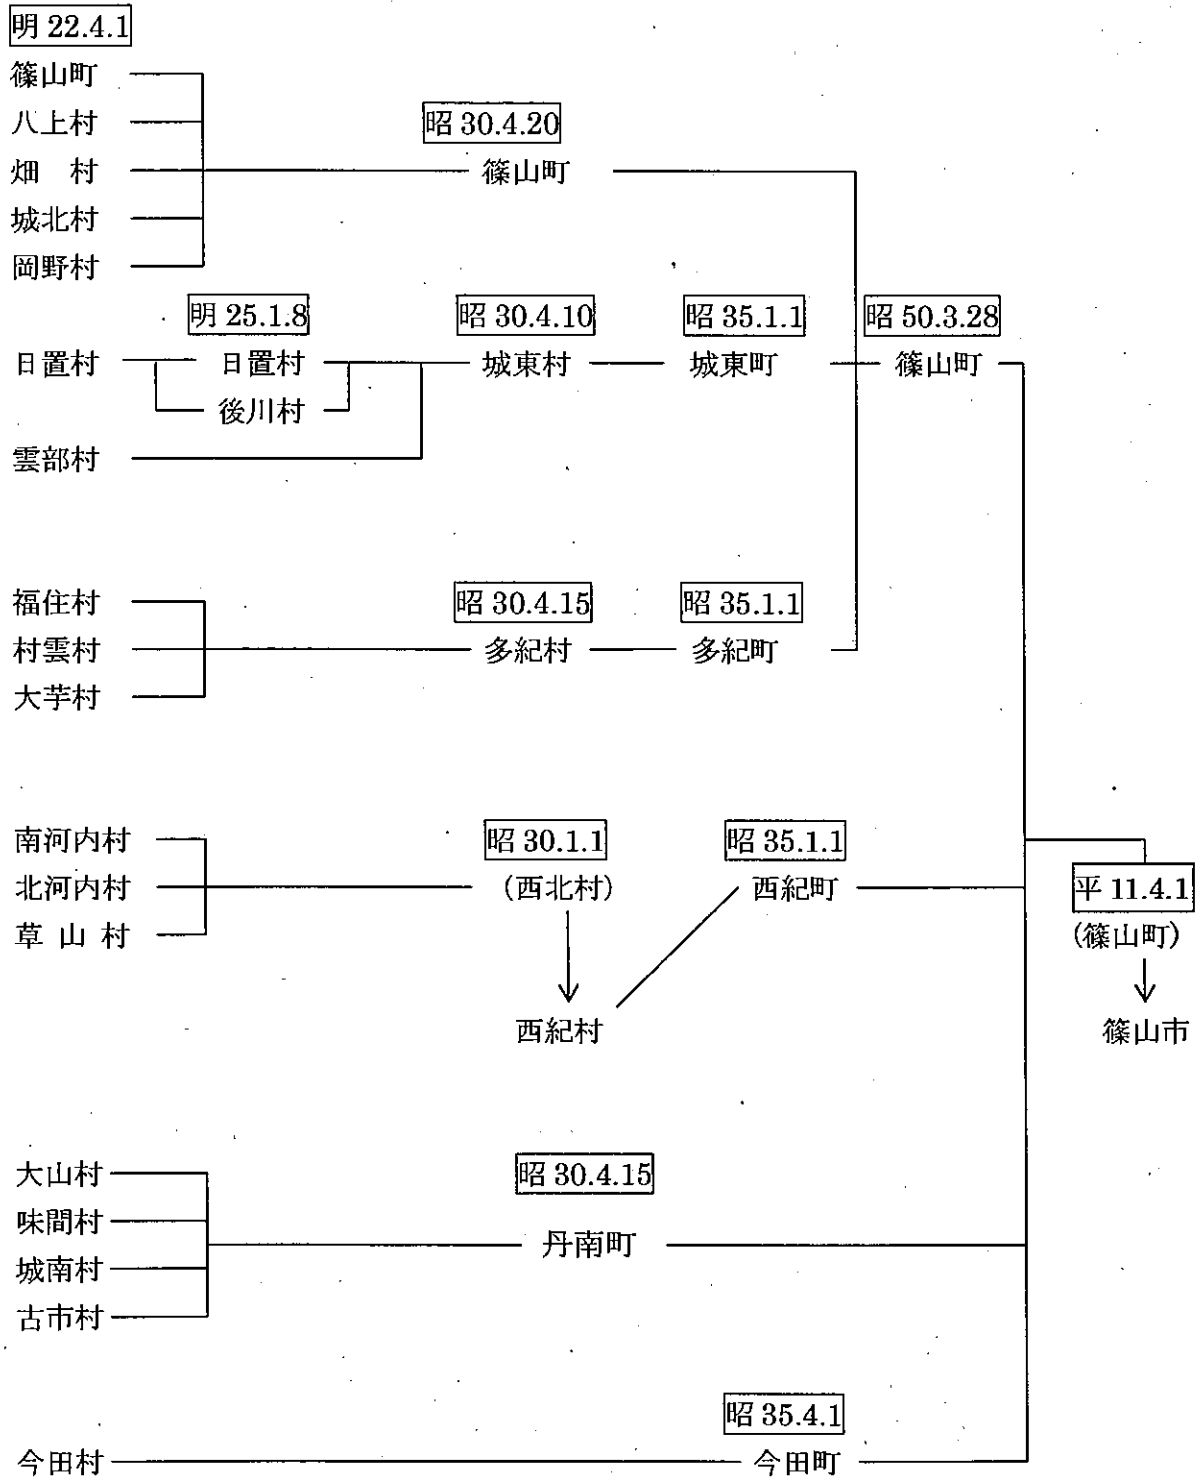 明 22.4.1
篠山町
八上村
昭 30.4.20
畑 村
篠山町
城北村
岡野村
明 25.1.8
昭 30.4.10
昭 35.1.1
昭 50.3.28
日置村
日置村
城東村
城東町
篠山町
後川村
雲部村
福住村
昭 30.4.15
昭 35.1.1
村雲村
多紀村
多紀町
大芋村
南河内村
昭 30.1.1
昭 35.1.1
北河内村
(西北村)
西紀町
平 11.4.1
草 山 村
(篠山町)
西紀村
篠山市
大山村
昭 30.4.15
味間村
丹南町
城南村
古市村
昭 35.4.1
今田村
今田町